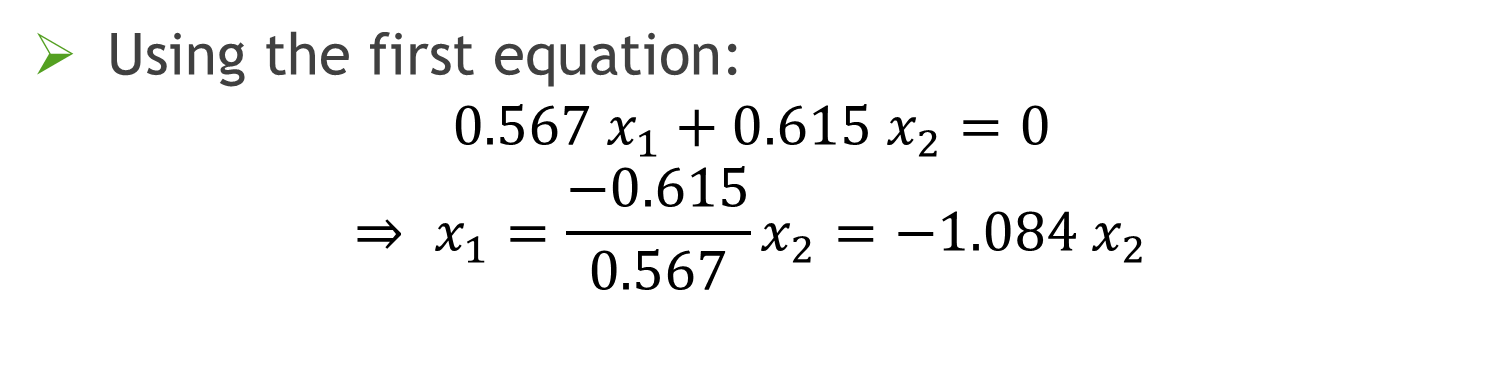 ➢ Using the first equation:
0.567 x₁ + 0.615 x₂ = 0
⇒ x₁ = −0.615/0.567 x₂ = −1.084 x₂